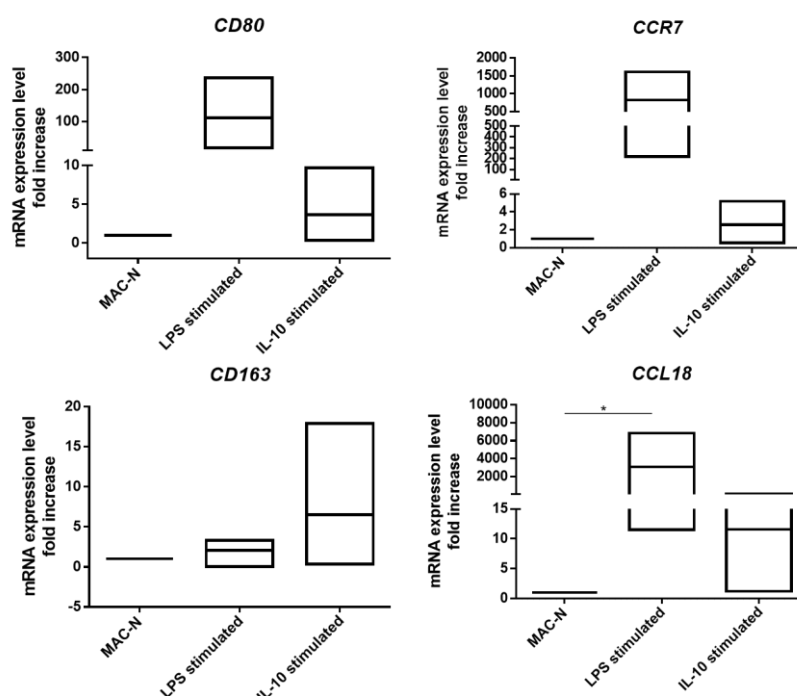 CD80
mRNA expression level
fold increase
300
200
100
10
5
0
MAC-N
LPS stimulated
IL-10 stimulated
CCR7
mRNA expression level
fold increase
2000
1500
1000
500
500
400
300
200
100
0
6
4
2
0
MAC-N
LPS stimulated
IL-10 stimulated
CD163
mRNA expression level
fold increase
20
15
10
5
0
-5
MAC-N
LPS stimulated
IL-10 stimulated
CCL18
mRNA expression level
fold increase
10000
8000
6000
4000
2000
15
10
5
0
*
MAC-N
LPS stimulated
IL-10 stimulated